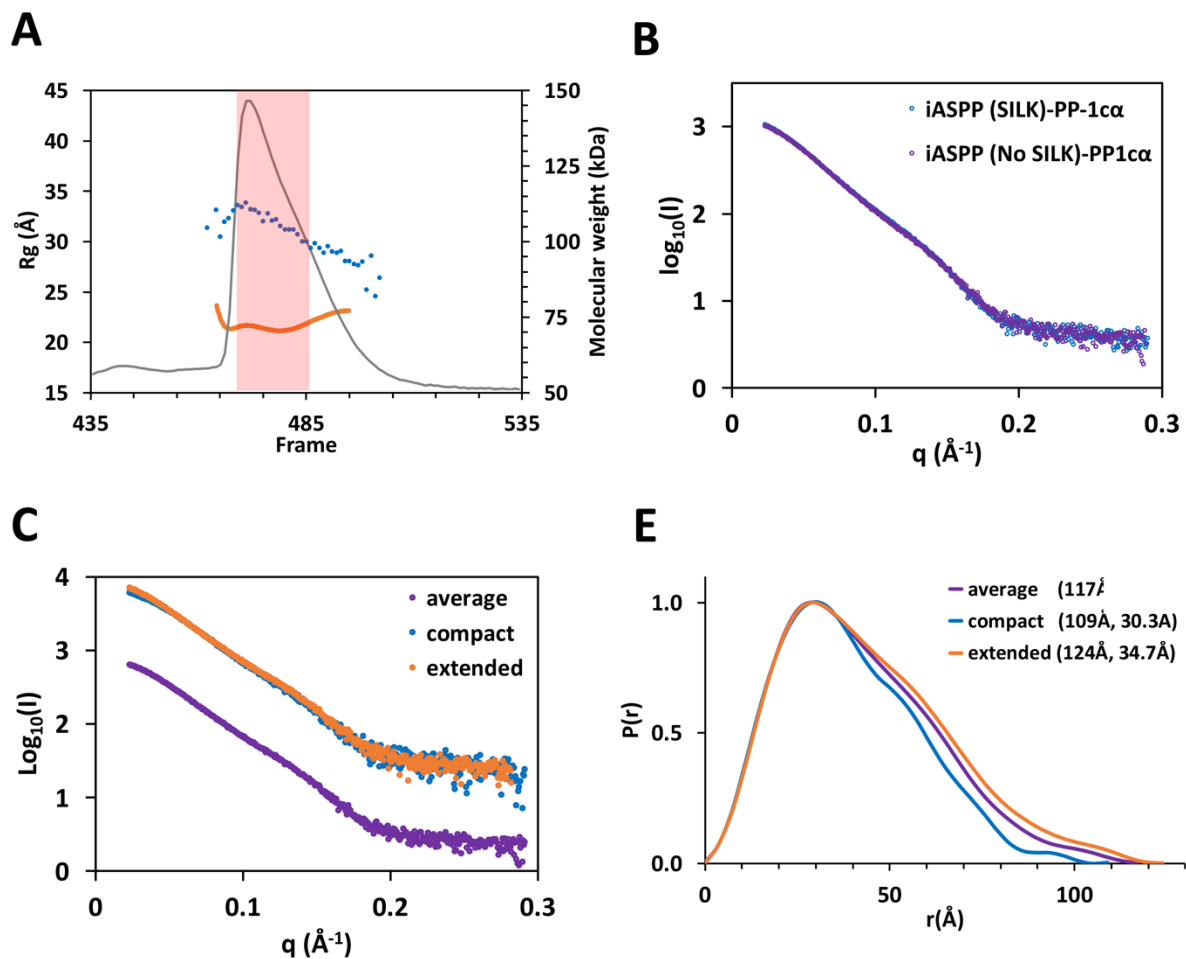 A
45
40
35
30
25
20
15
Rg (Å)
150
125
100
75
50
Molecular weight (kDa)
435
485
535
Frame
B
iASPP (SILK)-PP-1cα
iASPP (No SILK)-PP1cα
3
2
1
0
log₁₀(I)
0
0.1
0.2
0.3
q (Å⁻¹)
C
average
compact
extended
4
3
2
1
0
Log₁₀(I)
0
0.1
0.2
0.3
q (Å⁻¹)
E
average (117Å
compact (109Å, 30.3A)
extended (124Å, 34.7Å)
1.0
0.5
0.0
P(r)
0
50
100
r(Å)